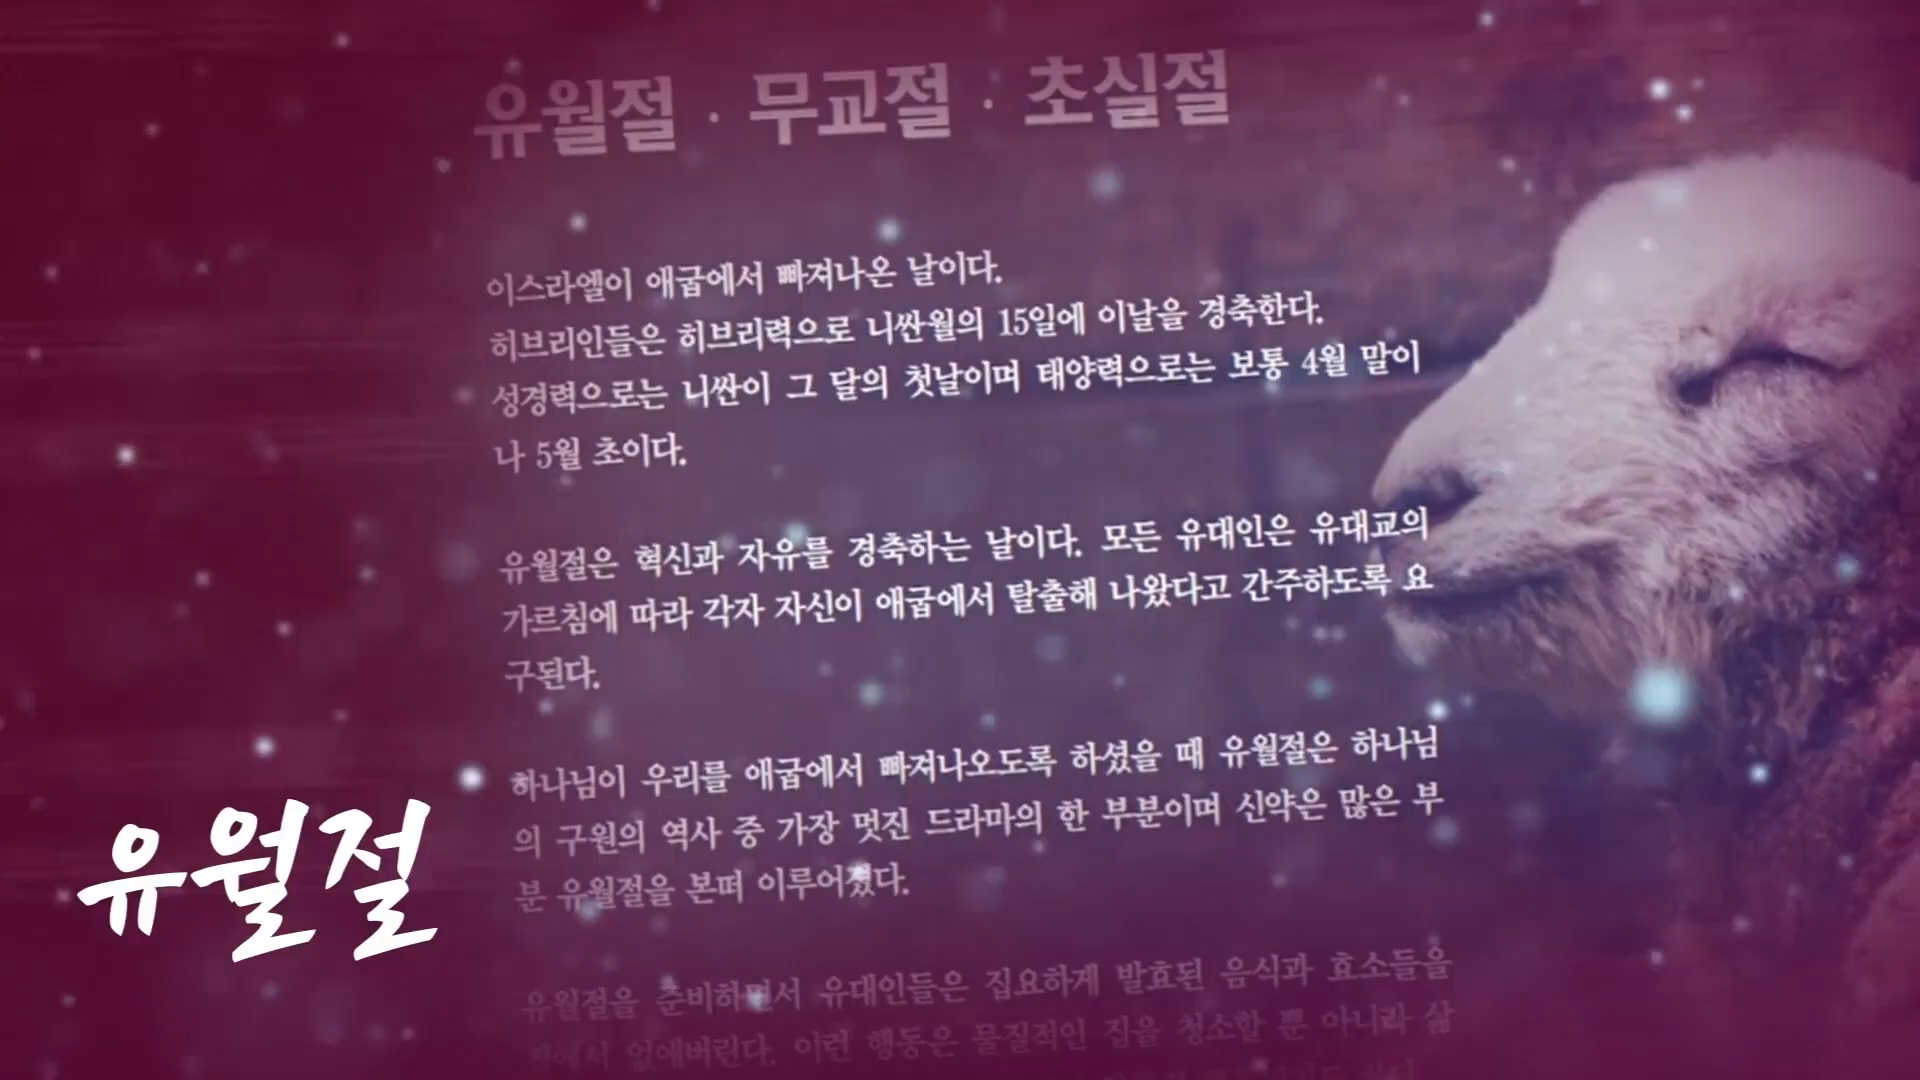 유월절 · 무교절 · 초실절
이스라엘이 애굽에서 빠져나온 날이다.
히브리인들은 히브리력으로 니싼월의 15일에 이날을 경축한다.
성경력으로는 니싼이 그 달의 첫날이며 태양력으로는 보통 4월 말이
나 5월 초이다.
유월절은 혁신과 자유를 경축하는 날이다. 모든 유대인은 유대교의
가르침에 따라 각자 자신이 애굽에서 탈출해 나왔다고 간주하도록 요
구된다.
하나님이 우리를 애굽에서 빠져나오도록 하셨을 때 유월절은 하나님
의 구원의 역사 중 가장 멋진 드라마의 한 부분이며 신약은 많은 부
분 유월절을 본떠 이루어졌다.
유월절을 준비하면서 유대인들은 집요하게 발효된 음식과 효소들을
없애버린다. 이런 행동은 물질적인 집을 청소할 뿐 아니라 삶
유월절